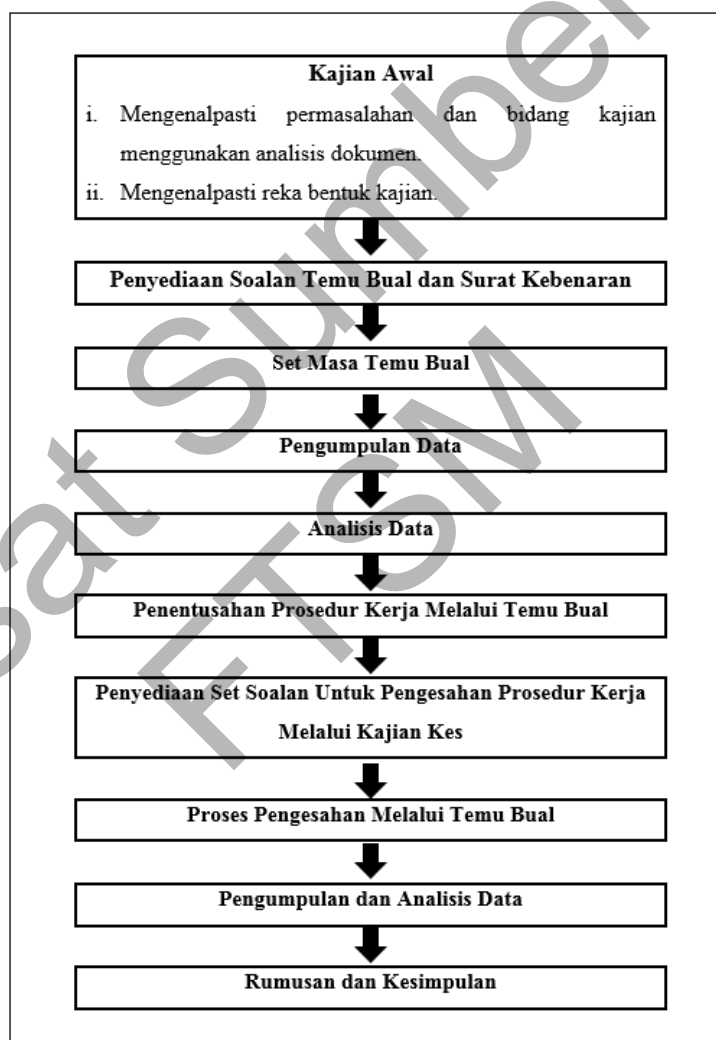 Kajian Awal
i. Mengenalpasti permasalahan dan bidang kajian
menggunakan analisis dokumen.
ii. Mengenalpasti reka bentuk kajian.
Penyediaan Soalan Temu Bual dan Surat Kebenaran
Set Masa Temu Bual
Pengumpulan Data
Analisis Data
Penentusahan Prosedur Kerja Melalui Temu Bual
Penyediaan Set Soalan Untuk Pengesahan Prosedur Kerja
Melalui Kajian Kes
Proses Pengesahan Melalui Temu Bual
Pengumpulan dan Analisis Data
Rumusan dan Kesimpulan
Sumber
FTSM